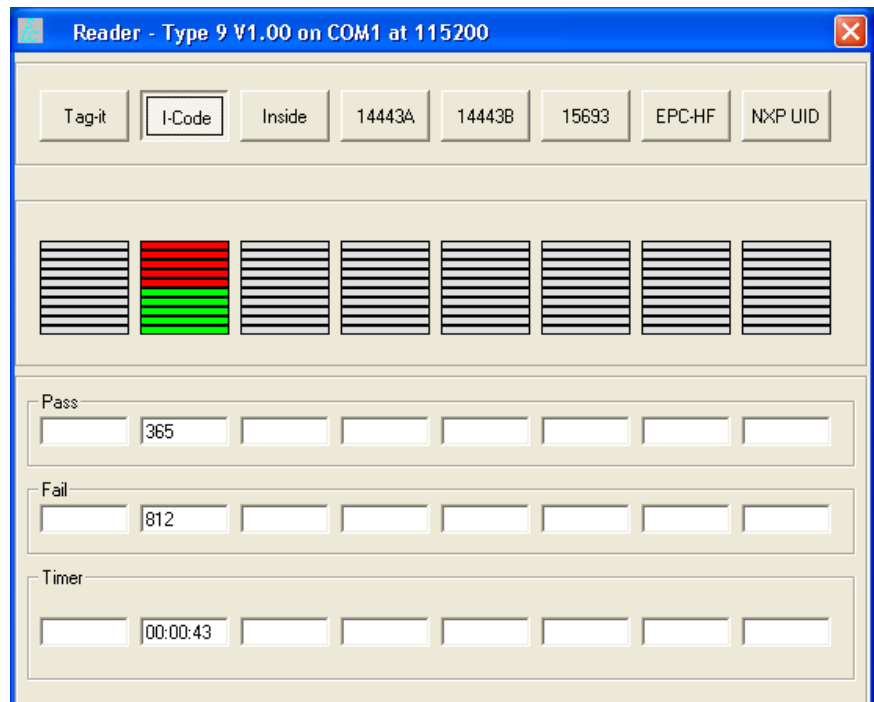 Reader - Type 9 V1.00 on COM1 at 115200
Tag-it I-Code Inside 14443A 14443B 15693 EPC-HF NXP UID
Pass
365
Fail
812
Timer
00:00:43